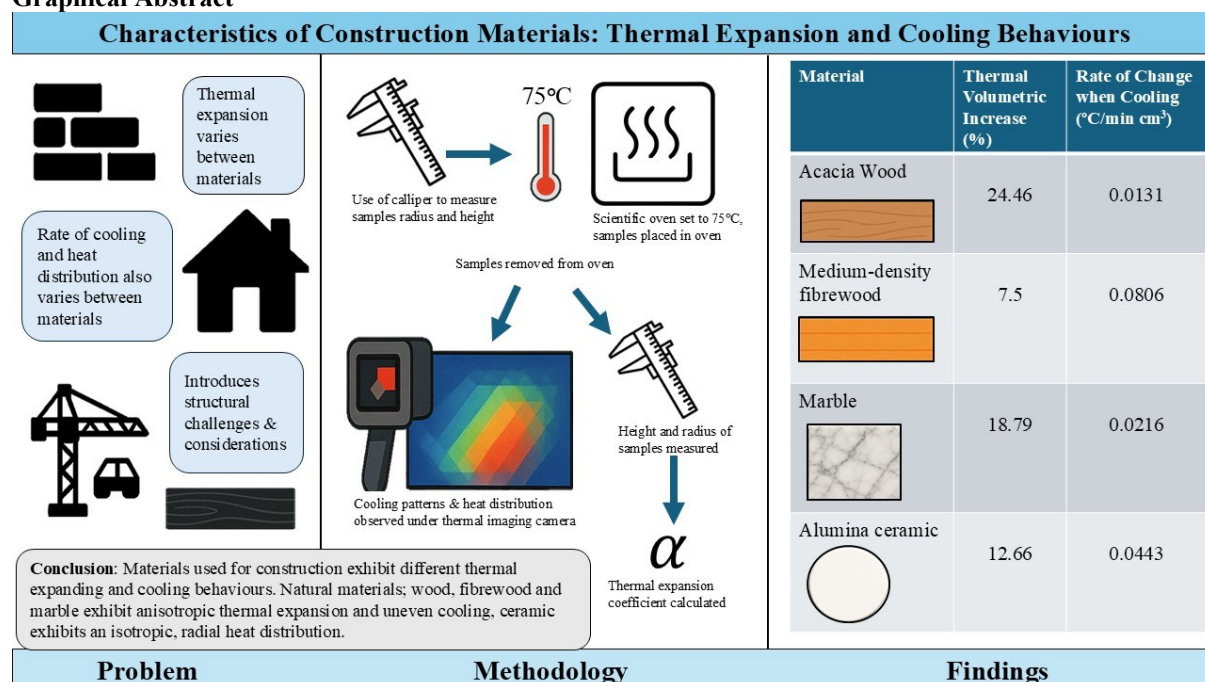 Graphical Abstract
Characteristics of Construction Materials: Thermal Expansion and Cooling Behaviours
Thermal
expansion
varies
between
materials
Rate of cooling
and heat
distribution also
varies between
materials
Introduces
structural
challenges &
considerations
75°C
Use of calliper to measure
samples radius and height
Scientific oven set to 75°C,
samples placed in oven
Samples removed from oven
Height and radius of
samples measured
Cooling patterns & heat distribution
observed under thermal imaging camera
α
Thermal expansion
coefficient calculated
Conclusion: Materials used for construction exhibit different thermal
expanding and cooling behaviours. Natural materials; wood, fibrewood and
marble exhibit anisotropic thermal expansion and uneven cooling, ceramic
exhibits an isotropic, radial heat distribution.
Material
Thermal
Volumetric
Increase
(%)
Rate of Change
when Cooling
(°C/min cm³)
Acacia Wood
24.46
0.0131
Medium-density
fibrewood
7.5
0.0806
Marble
18.79
0.0216
Alumina ceramic
12.66
0.0443
Problem
Methodology
Findings